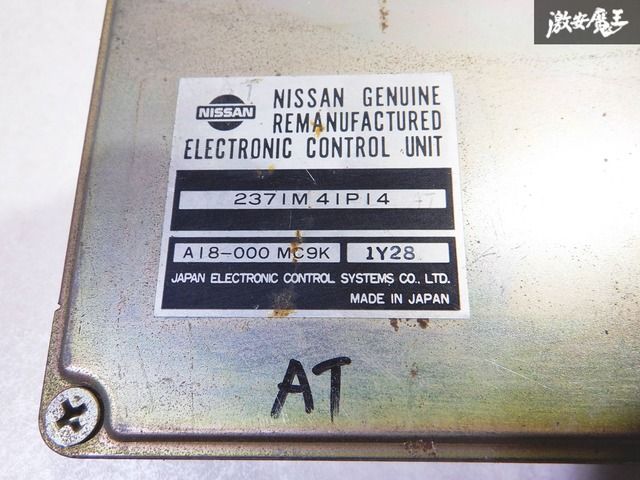 激安魔王
NISSAN
NISSAN GENUINE
REMANUFACTURED
ELECTRONIC CONTROL UNIT
2371M 41P14
A18-000 MC9K 1Y28
JAPAN ELECTRONIC CONTROL SYSTEMS CO., LTD.
MADE IN JAPAN
AT